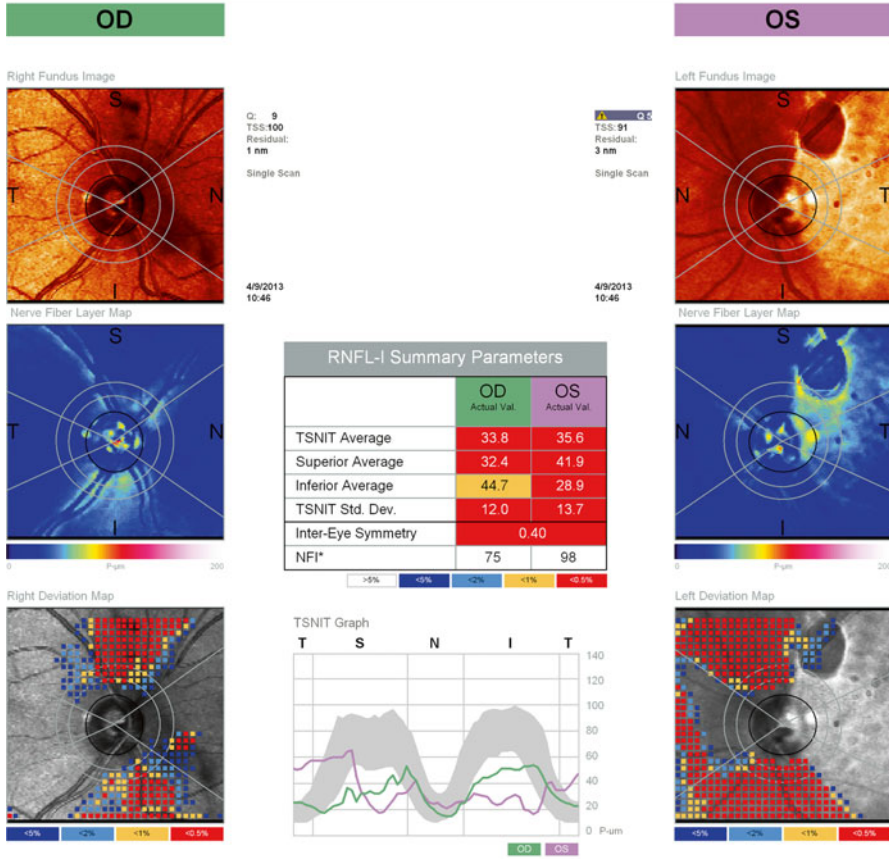 OD
OS
Right Fundus Image
Left Fundus Image
S
T
N
I
S
N
T
I
Q: 9
TSS:100
Residual:
1 nm
Single Scan
4/9/2013
10:46
Q 5
TSS: 91
Residual:
3 nm
Single Scan
4/9/2013
10:46
Nerve Fiber Layer Map
Nerve Fiber Layer Map
S
T
N
I
S
N
T
I
0 P-µm 200
0 P-µm 200
RNFL-I Summary Parameters
OD OS
Actual Val. Actual Val.
TSNIT Average 33.8 35.6
Superior Average 32.4 41.9
Inferior Average 44.7 28.9
TSNIT Std. Dev. 12.0 13.7
Inter-Eye Symmetry 0.40
NFI* 75 98
>5% <5% <2% <1% <0.5%
Right Deviation Map
Left Deviation Map
<5% <2% <1% <0.5%
<5% <2% <1% <0.5%
TSNIT Graph
T S N I T
140
120
100
80
60
40
20
0 P-um
OD OS